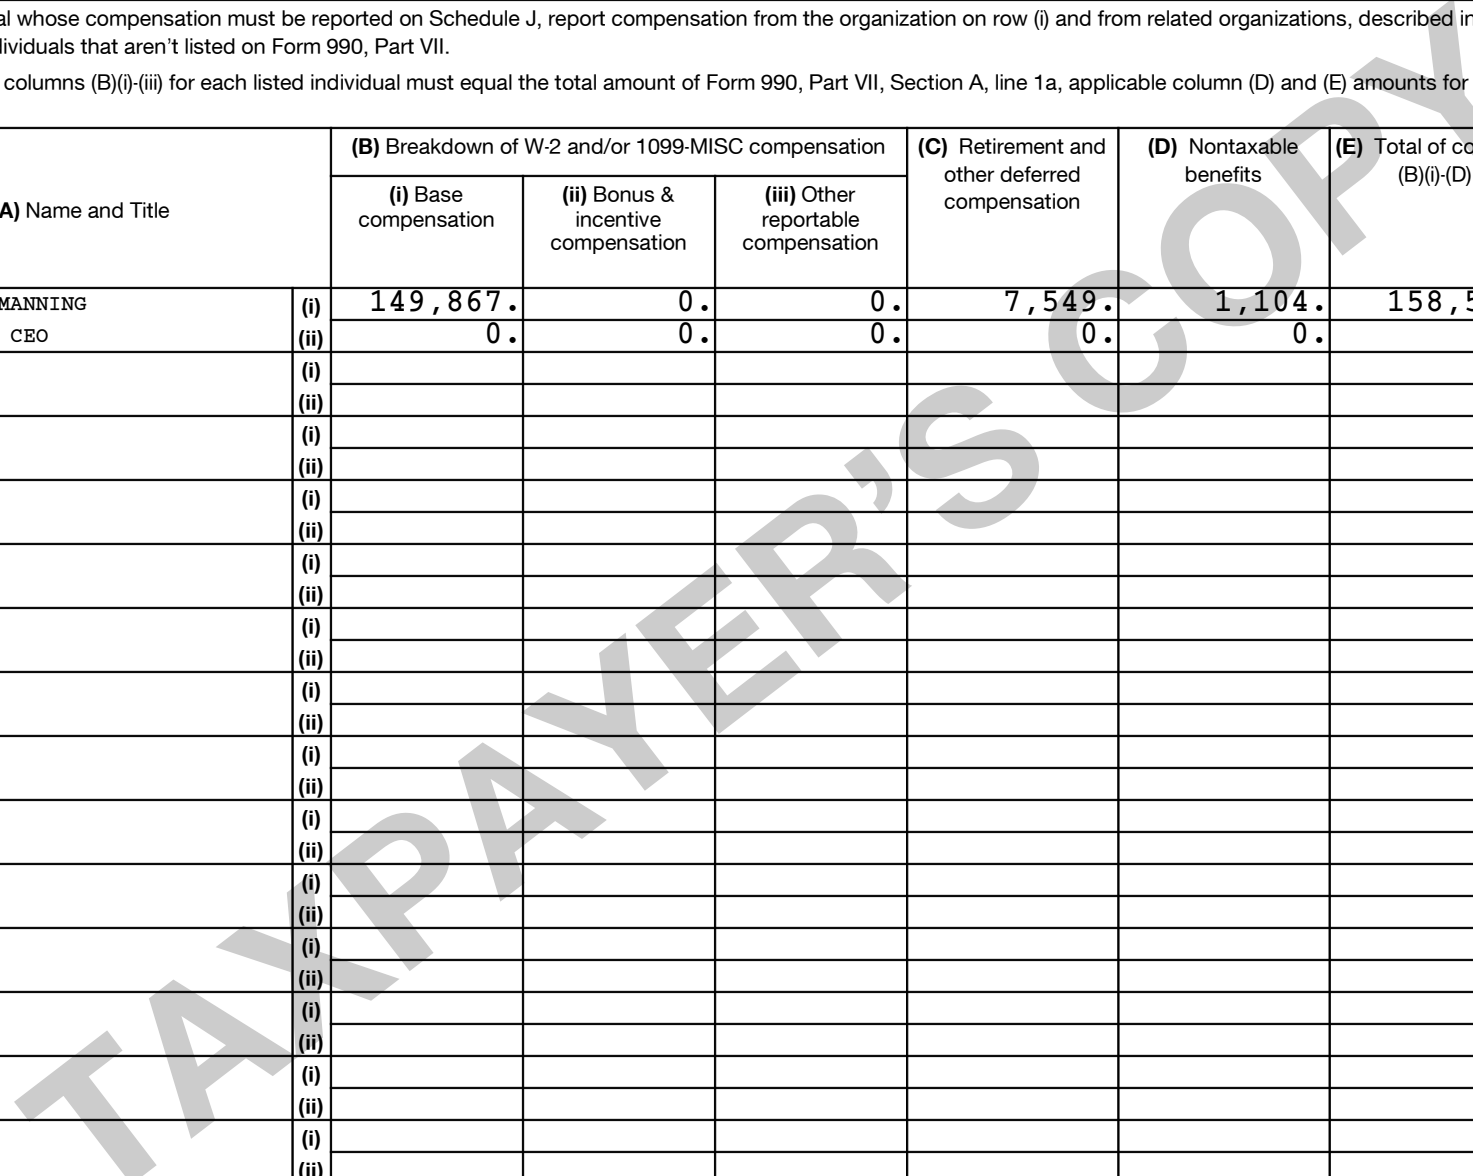 al whose compensation must be reported on Schedule J, report compensation from the organization on row (i) and from related organizations, described in
dividuals that aren't listed on Form 990, Part VII.
columns (B)(i)-(iii) for each listed individual must equal the total amount of Form 990, Part VII, Section A, line 1a, applicable column (D) and (E) amounts for
A) Name and Title
(B) Breakdown of W-2 and/or 1099-MISC compensation
(i) Base
compensation
(ii) Bonus &
incentive
compensation
(iii) Other
reportable
compensation
(C) Retirement and
other deferred
compensation
(D) Nontaxable
benefits
(E) Total of co
(B)(i)-(D)
MANNING (i) 149,867. 0. 0. 7,549. 1,104. 158,5
CEO (ii) 0. 0. 0. 0. 0.
(i)
(ii)
(i)
(ii)
(i)
(ii)
(i)
(ii)
(i)
(ii)
(i)
(ii)
(i)
(ii)
(i)
(ii)
(i)
(ii)
(i)
(ii)
(i)
(ii)
(i)
(ii)
(i)
(ii)
TAXPAYER'S COPY